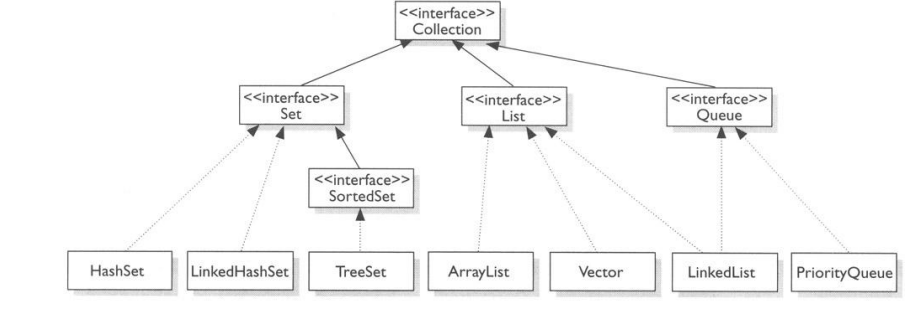 <<interface>>
Collection
<<interface>>
Set
<<interface>>
List
<<interface>>
Queue
<<interface>>
SortedSet
HashSet
LinkedHashSet
TreeSet
ArrayList
Vector
LinkedList
PriorityQueue